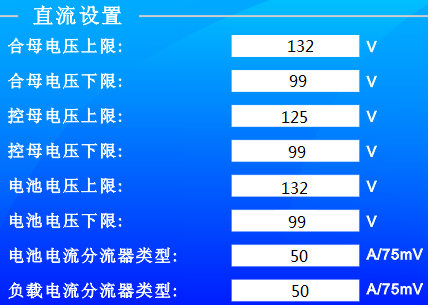 直流设置
合母电压上限: 132 V
合母电压下限: 99 V
控母电压上限: 125 V
控母电压下限: 99 V
电池电压上限: 132 V
电池电压下限: 99 V
电池电流分流器类型: 50 A/75mV
负载电流分流器类型: 50 A/75mV